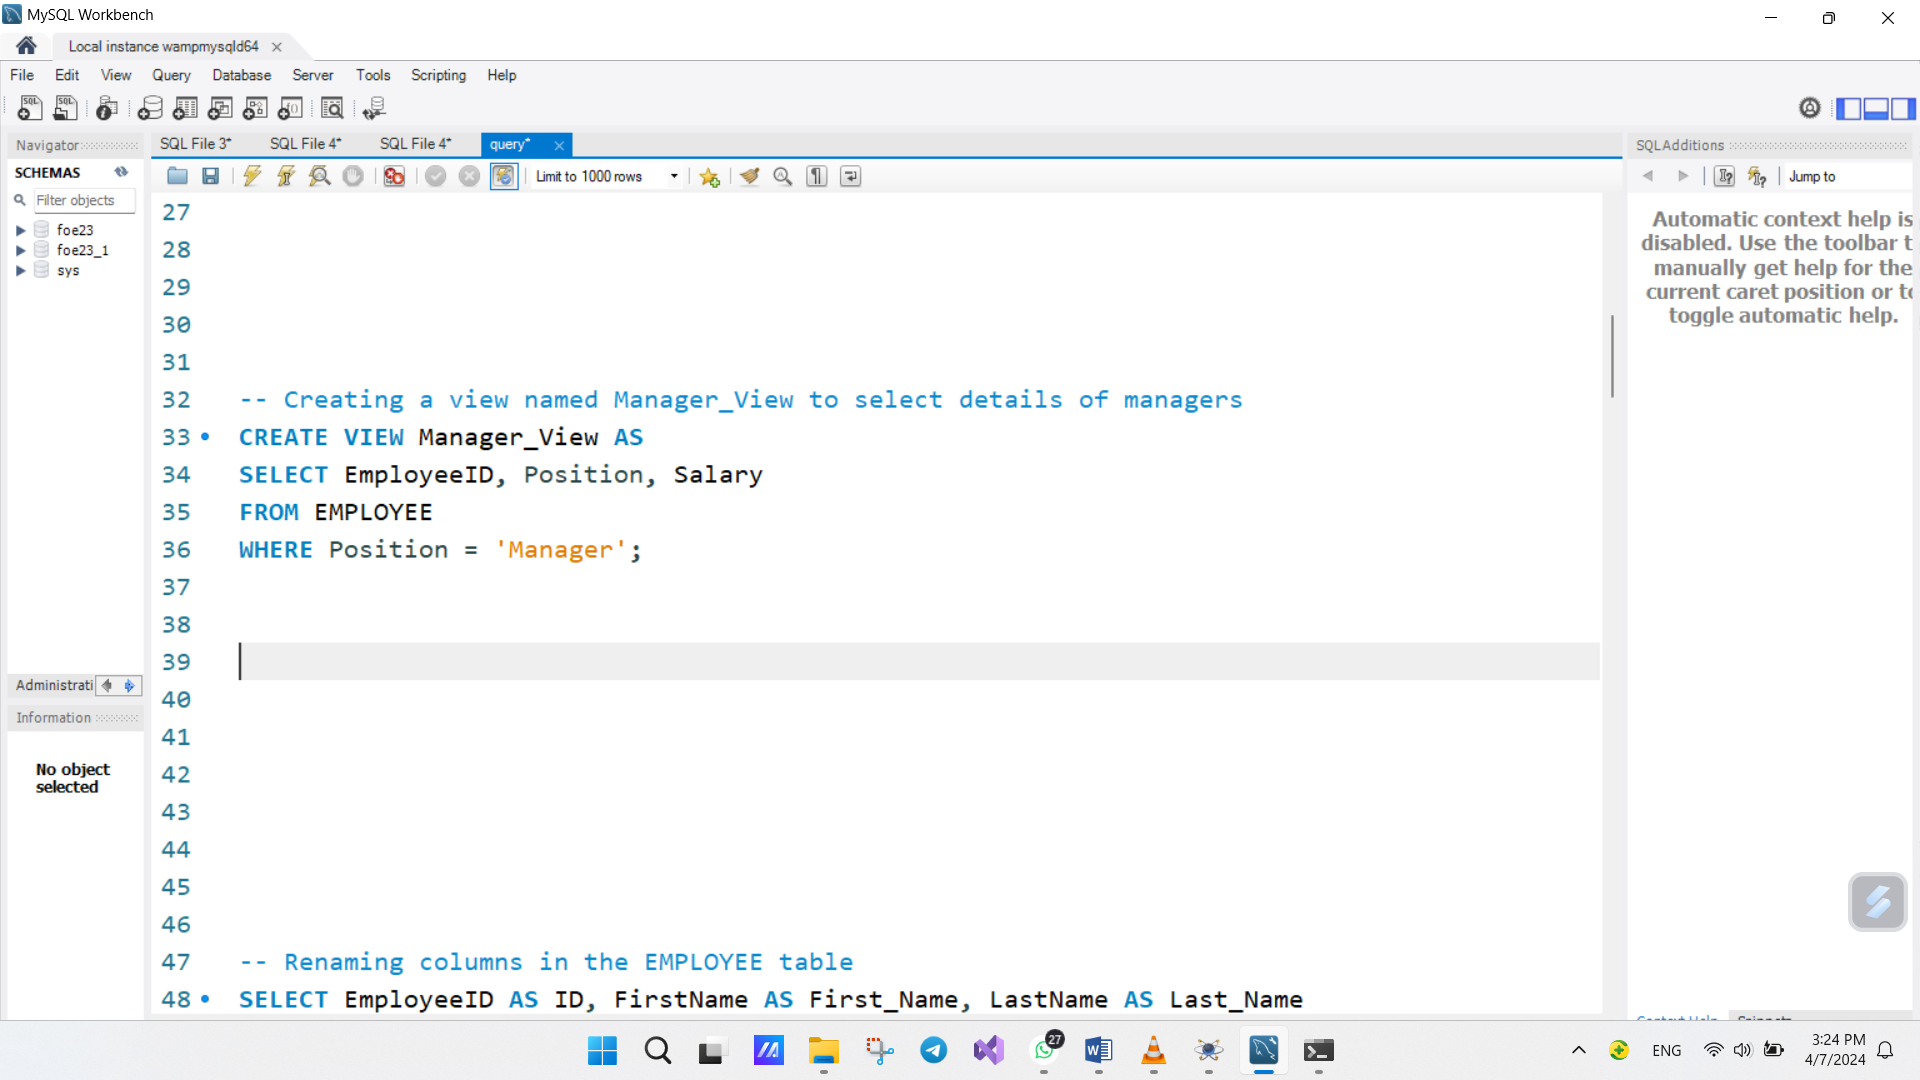 MySQL Workbench
Local instance wampmysqld64
File Edit View Query Database Server Tools Scripting Help
Navigator
SCHEMAS
Filter objects
foe23
foe23_1
sys
Administrati
Information
No object
selected
SQL File 3* SQL File 4* SQL File 4* query*
Limit to 1000 rows
27
28
29
30
31
32 -- Creating a view named Manager_View to select details of managers
33 CREATE VIEW Manager_View AS
34 SELECT EmployeeID, Position, Salary
35 FROM EMPLOYEE
36 WHERE Position = 'Manager';
37
38
39
40
41
42
43
44
45
46
47 -- Renaming columns in the EMPLOYEE table
48 SELECT EmployeeID AS ID, FirstName AS First_Name, LastName AS Last_Name
SQLAdditions
Jump to
Automatic context help is
disabled. Use the toolbar t
manually get help for the
current caret position or to
toggle automatic help.
27
ENG
3:24 PM
4/7/2024